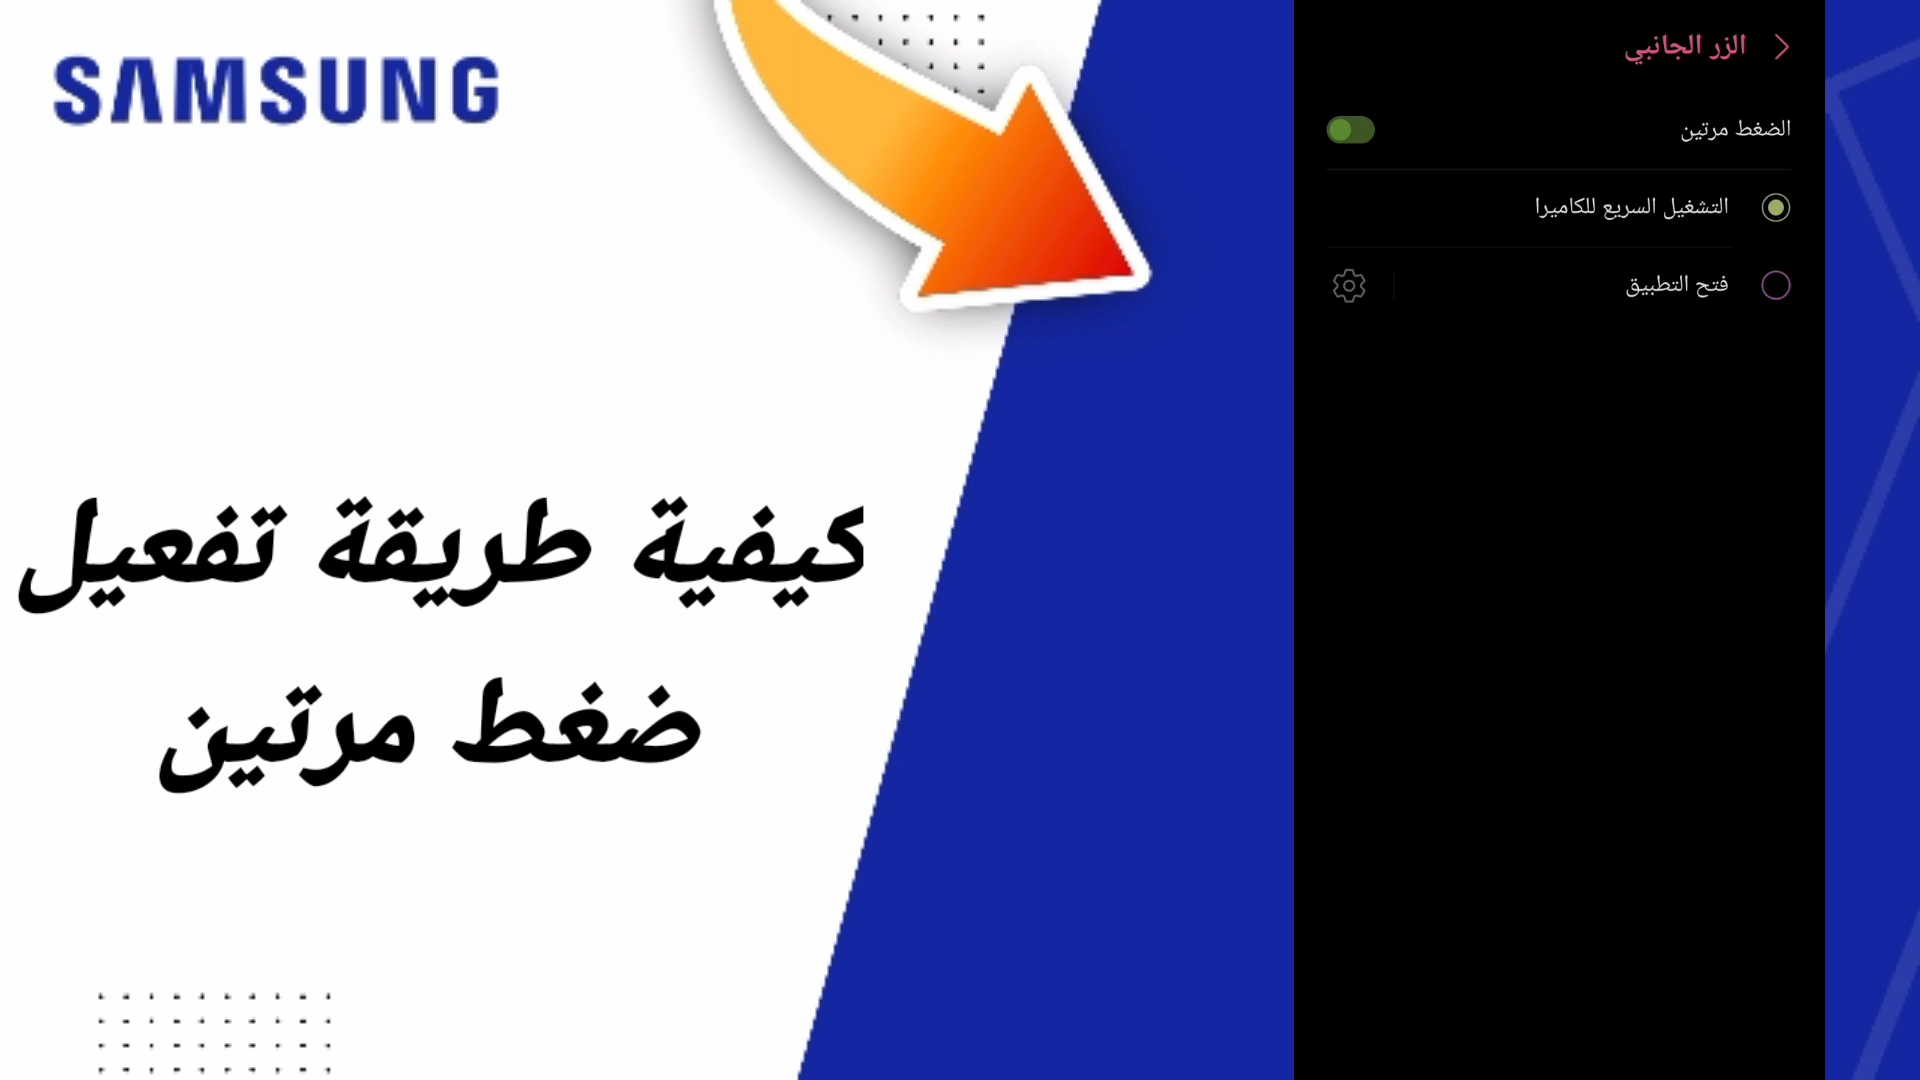 SAMSUNG
كيفية طريقة تفعيل
ضغط مرتين
الزر الجانبي
الضغط مرتين
التشغيل السريع للكاميرا
فتح التطبيق